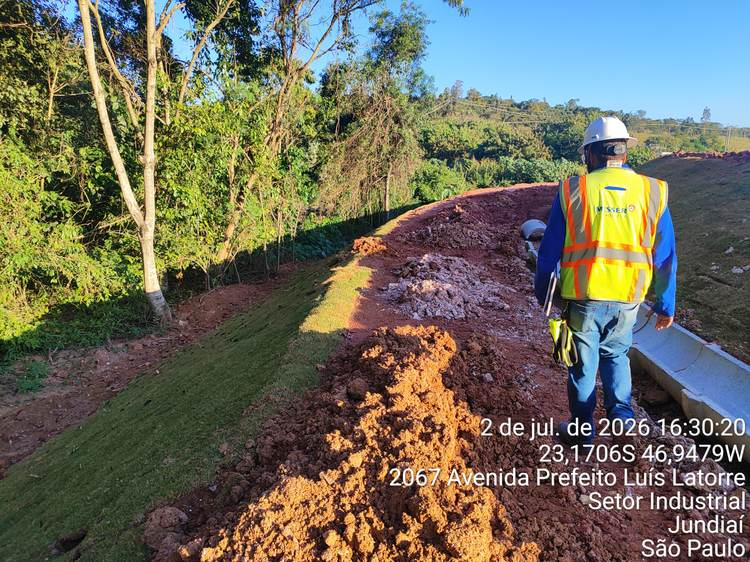 2 de jul. de 2026 16:30:20
23,1706S 46,9479W
2067 Avenida Prefeito Luís Latorre
Setor Industrial
Jundiaí
São Paulo